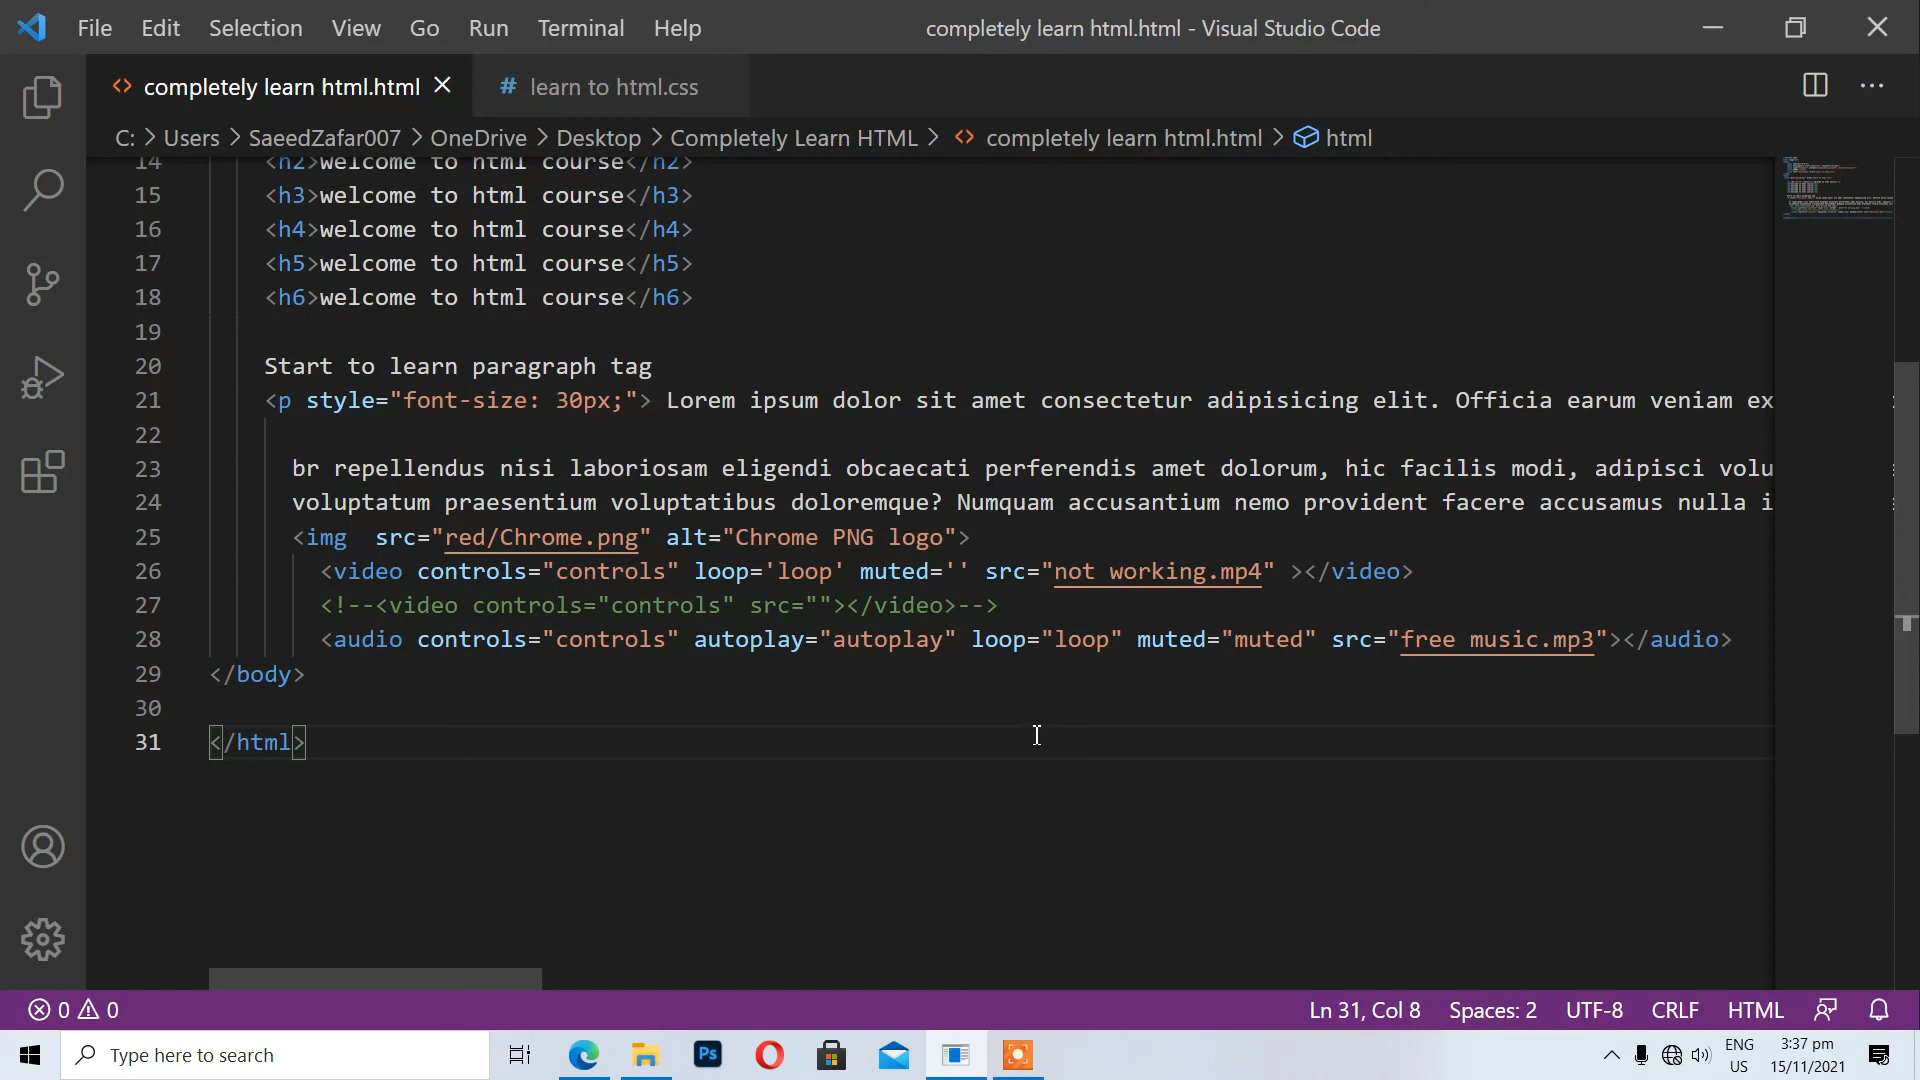 File Edit Selection View Go Run Terminal Help completely learn html.html - Visual Studio Code
completely learn html.html # learn to html.css
C: > Users > SaeedZafar007 > OneDrive > Desktop > Completely Learn HTML > completely learn html.html > html
14 <h2>welcome to html course</h2>
15 <h3>welcome to html course</h3>
16 <h4>welcome to html course</h4>
17 <h5>welcome to html course</h5>
18 <h6>welcome to html course</h6>
19
20 Start to learn paragraph tag
21 <p style="font-size: 30px;"> Lorem ipsum dolor sit amet consectetur adipisicing elit. Officia earum veniam ex
22
23 br repellendus nisi laboriosam eligendi obcaecati perferendis amet dolorum, hic facilis modi, adipisci volu
24 voluptatum praesentium voluptatibus doloremque? Numquam accusantium nemo provident facere accusamus nulla i
25 <img  src="red/Chrome.png" alt="Chrome PNG logo">
26 <video controls="controls" loop='loop' muted='' src="not working.mp4" ></video>
27 <!--<video controls="controls" src=""></video>-->
28 <audio controls="controls" autoplay="autoplay" loop="loop" muted="muted" src="free music.mp3"></audio>
29 </body>
30
31 </html>
0 0 Ln 31, Col 8 Spaces: 2 UTF-8 CRLF HTML
Type here to search Ps ENG 3:37 pm
US 15/11/2021